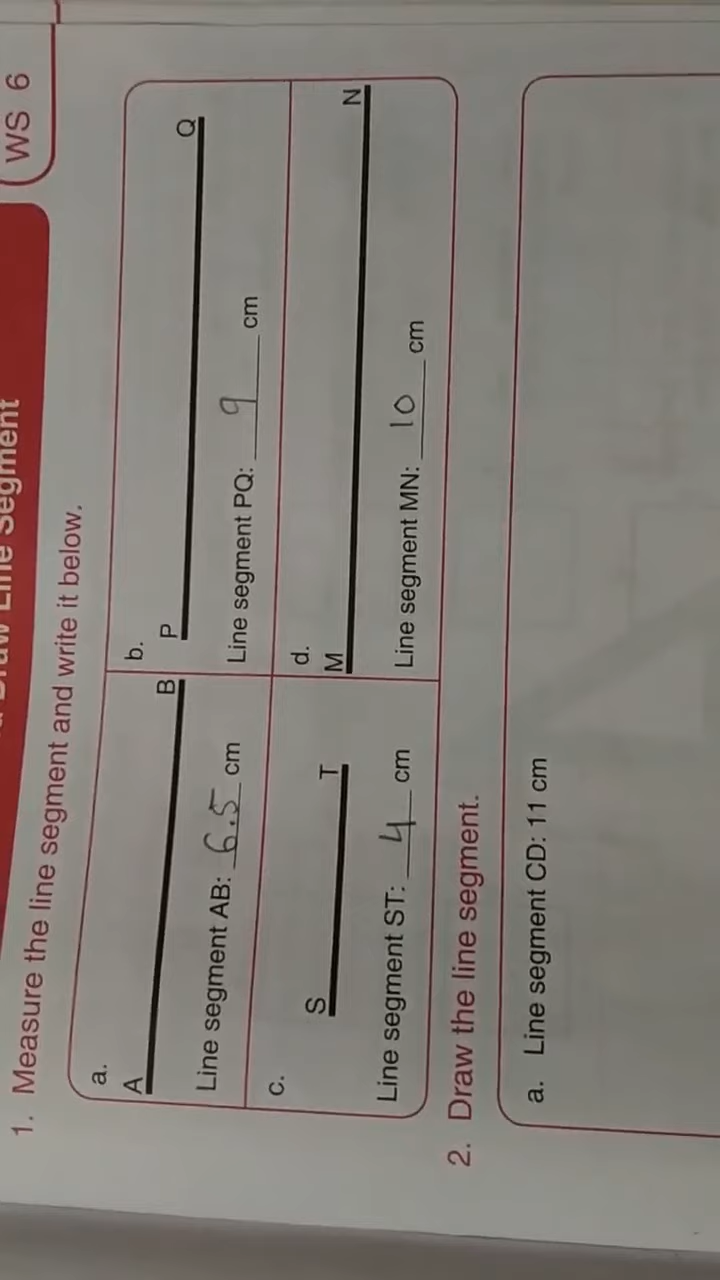 Line Segment
WS 6
1. Measure the line segment and write it below.
a.
A B
Line segment AB: 6.5 cm
b.
P Q
Line segment PQ: 9 cm
c.
S T
Line segment ST: 4 cm
d.
M N
Line segment MN: 10 cm
2. Draw the line segment.
a. Line segment CD: 11 cm